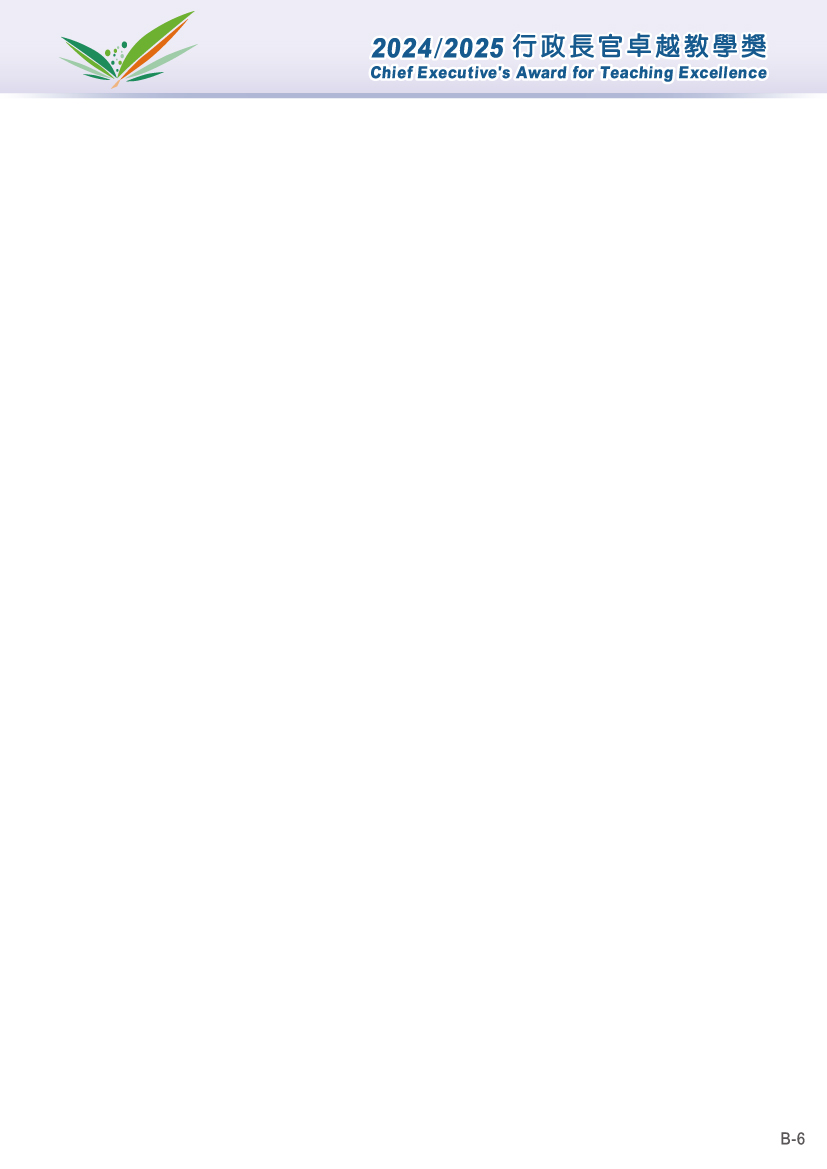 2024/2025 行政長官卓越教學獎
Chief Executive's Award for Teaching Excellence
B-6